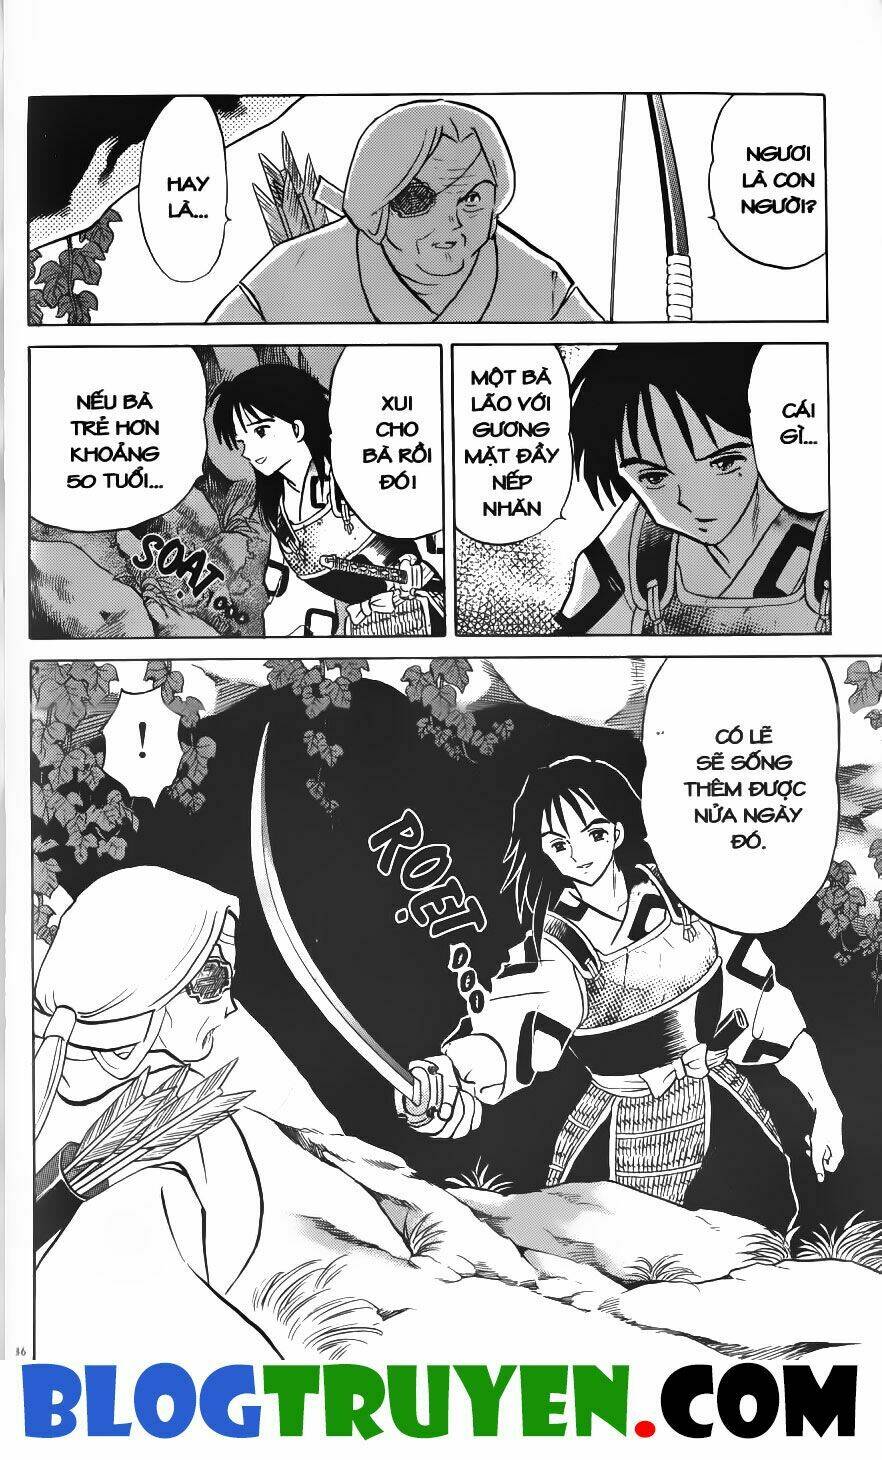 NGƯƠI
LÀ CON
NGƯỜI?
HAY
LÀ...
CÁI
GÌ...
MỘT BÀ
LÃO VỚI
GƯƠNG
MẶT ĐẦY
NẾP
NHĂN
XUI
CHO
BÀ RỒI
ĐÓ!
NẾU BÀ
TRẺ HƠN
KHOẢNG
50 TUỔI...
SOẠT...
CÓ LẼ
SẼ SỐNG
THÊM ĐƯỢC
NỬA NGÀY
ĐÓ.
!
ROẸT...
BLOGTRUYEN.COM